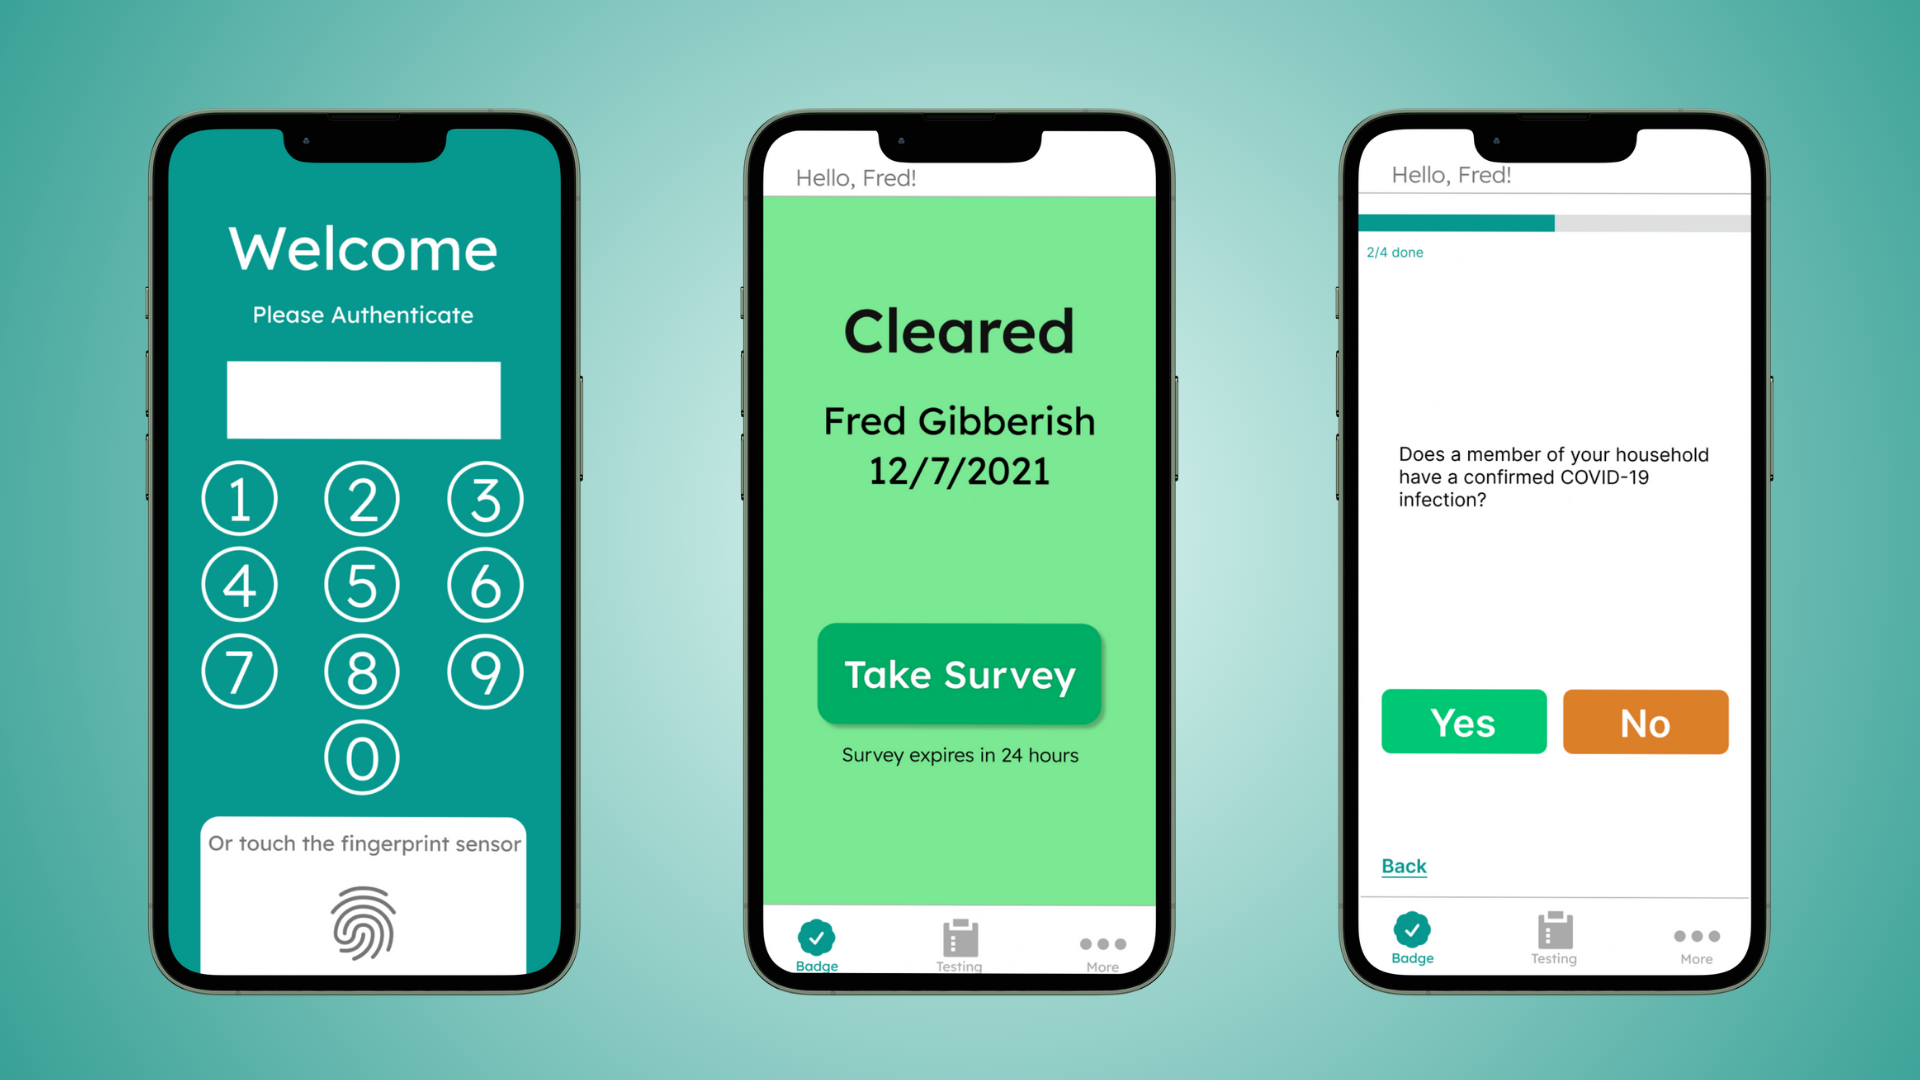 Welcome
Please Authenticate
1 2 3
4 5 6
7 8 9
0
Or touch the fingerprint sensor
Hello, Fred!
Cleared
Fred Gibberish
12/7/2021
Take Survey
Survey expires in 24 hours
Badge Testing More
Hello, Fred!
2/4 done
Does a member of your household
have a confirmed COVID-19
infection?
Yes No
Back
Badge Testing More